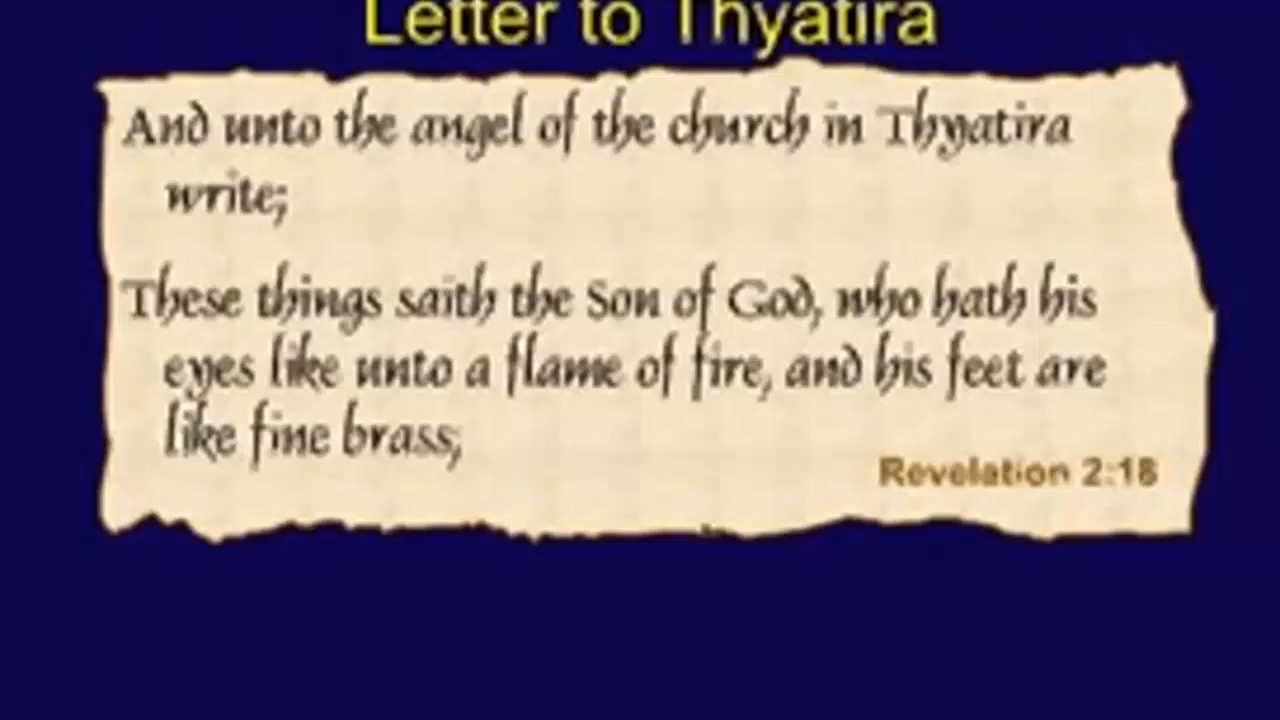 Letter to Thyatira
And unto the angel of the church in Thyatira
write;
These things saith the Son of God, who hath his
eyes like unto a flame of fire, and his feet are
like fine brass;
Revelation 2:18